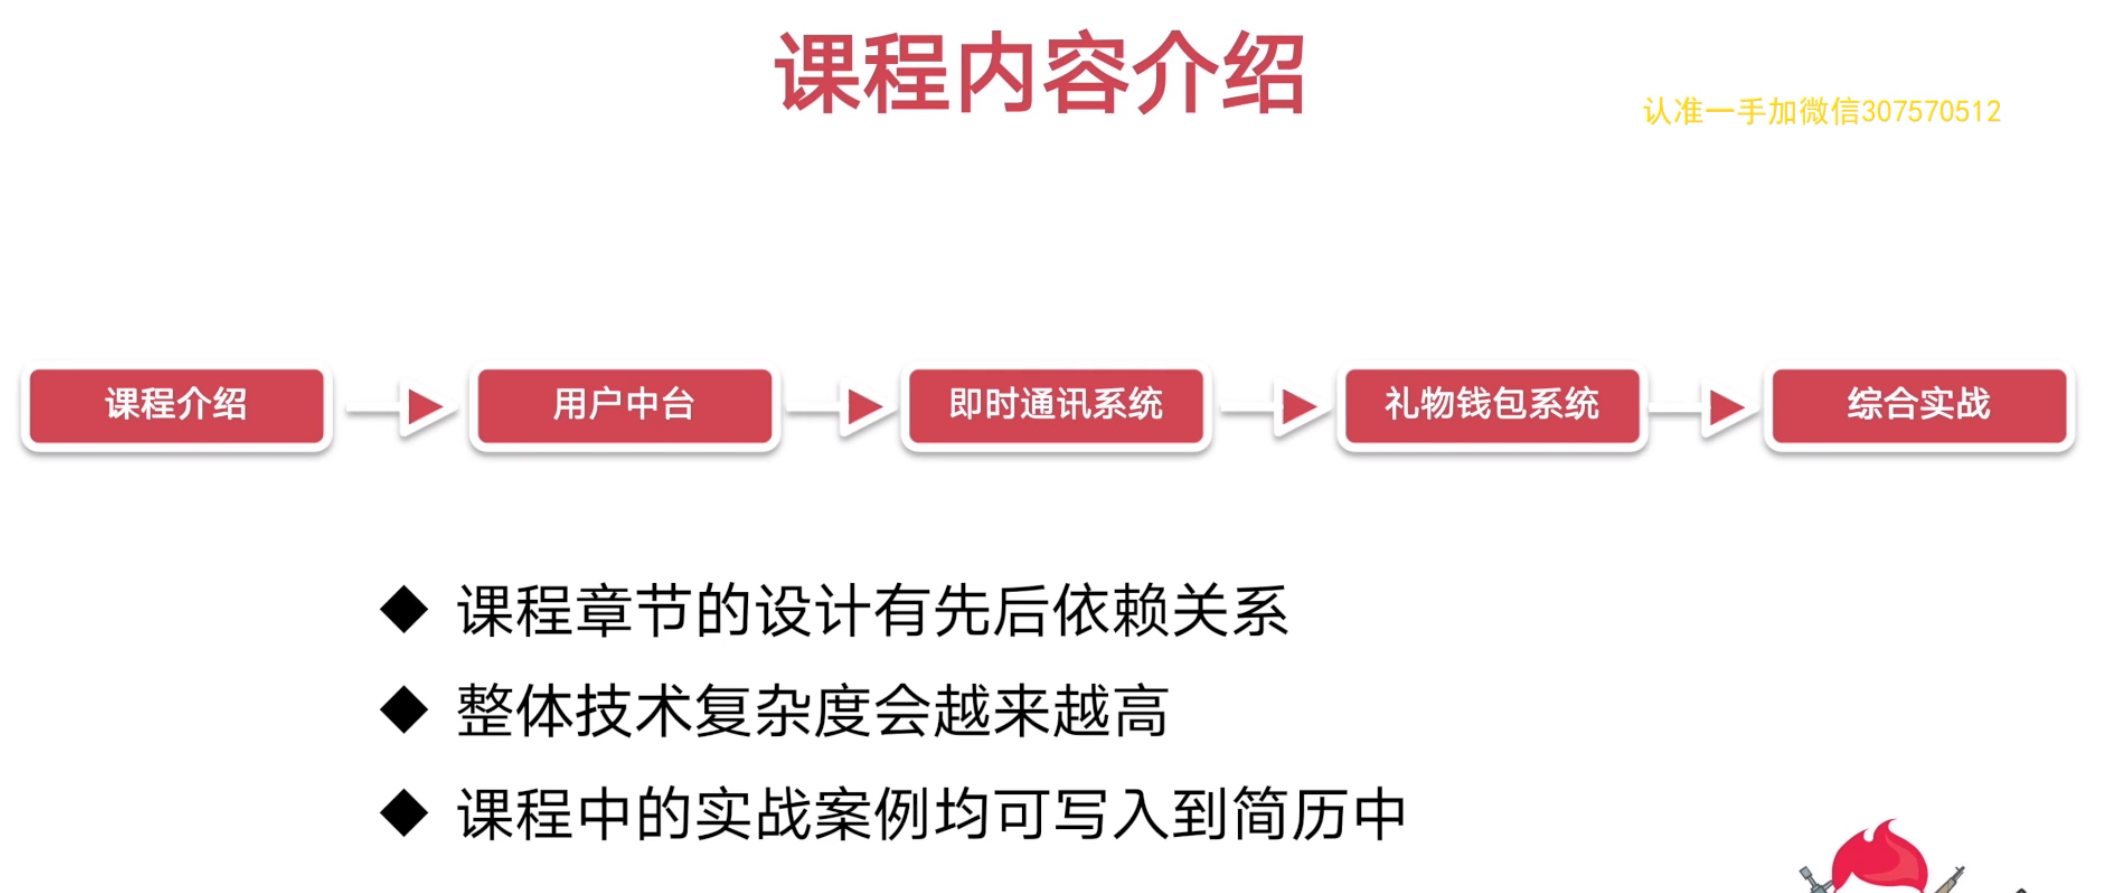 课程内容介绍
认准一手加微信307570512
课程介绍
用户中台
即时通讯系统
礼物钱包系统
综合实战
◆ 课程章节的设计有先后依赖关系
◆ 整体技术复杂度会越来越高
◆ 课程中的实战案例均可写入到简历中